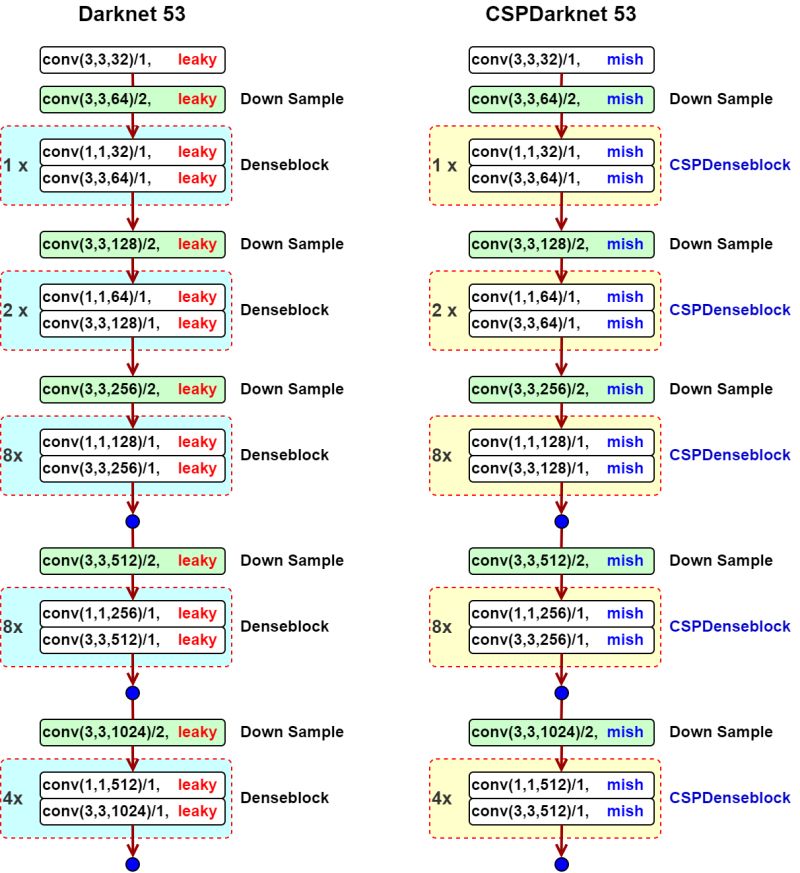 Darknet 53
conv(3,3,32)/1, leaky
conv(3,3,64)/2, leaky Down Sample
1 x
conv(1,1,32)/1, leaky
conv(3,3,64)/1, leaky
Denseblock
conv(3,3,128)/2, leaky Down Sample
2 x
conv(1,1,64)/1, leaky
conv(3,3,128)/1, leaky
Denseblock
conv(3,3,256)/2, leaky Down Sample
8x
conv(1,1,128)/1, leaky
conv(3,3,256)/1, leaky
Denseblock
conv(3,3,512)/2, leaky Down Sample
8x
conv(1,1,256)/1, leaky
conv(3,3,512)/1, leaky
Denseblock
conv(3,3,1024)/2, leaky Down Sample
4x
conv(1,1,512)/1, leaky
conv(3,3,1024)/1, leaky
Denseblock
CSPDarknet 53
conv(3,3,32)/1, mish
conv(3,3,64)/2, mish Down Sample
1 x
conv(1,1,32)/1, mish
conv(3,3,64)/1, mish
CSPDenseblock
conv(3,3,128)/2, mish Down Sample
2 x
conv(1,1,64)/1, mish
conv(3,3,64)/1, mish
CSPDenseblock
conv(3,3,256)/2, mish Down Sample
8x
conv(1,1,128)/1, mish
conv(3,3,128)/1, mish
CSPDenseblock
conv(3,3,512)/2, mish Down Sample
8x
conv(1,1,256)/1, mish
conv(3,3,256)/1, mish
CSPDenseblock
conv(3,3,1024)/2, mish Down Sample
4x
conv(1,1,512)/1, mish
conv(3,3,512)/1, mish
CSPDenseblock